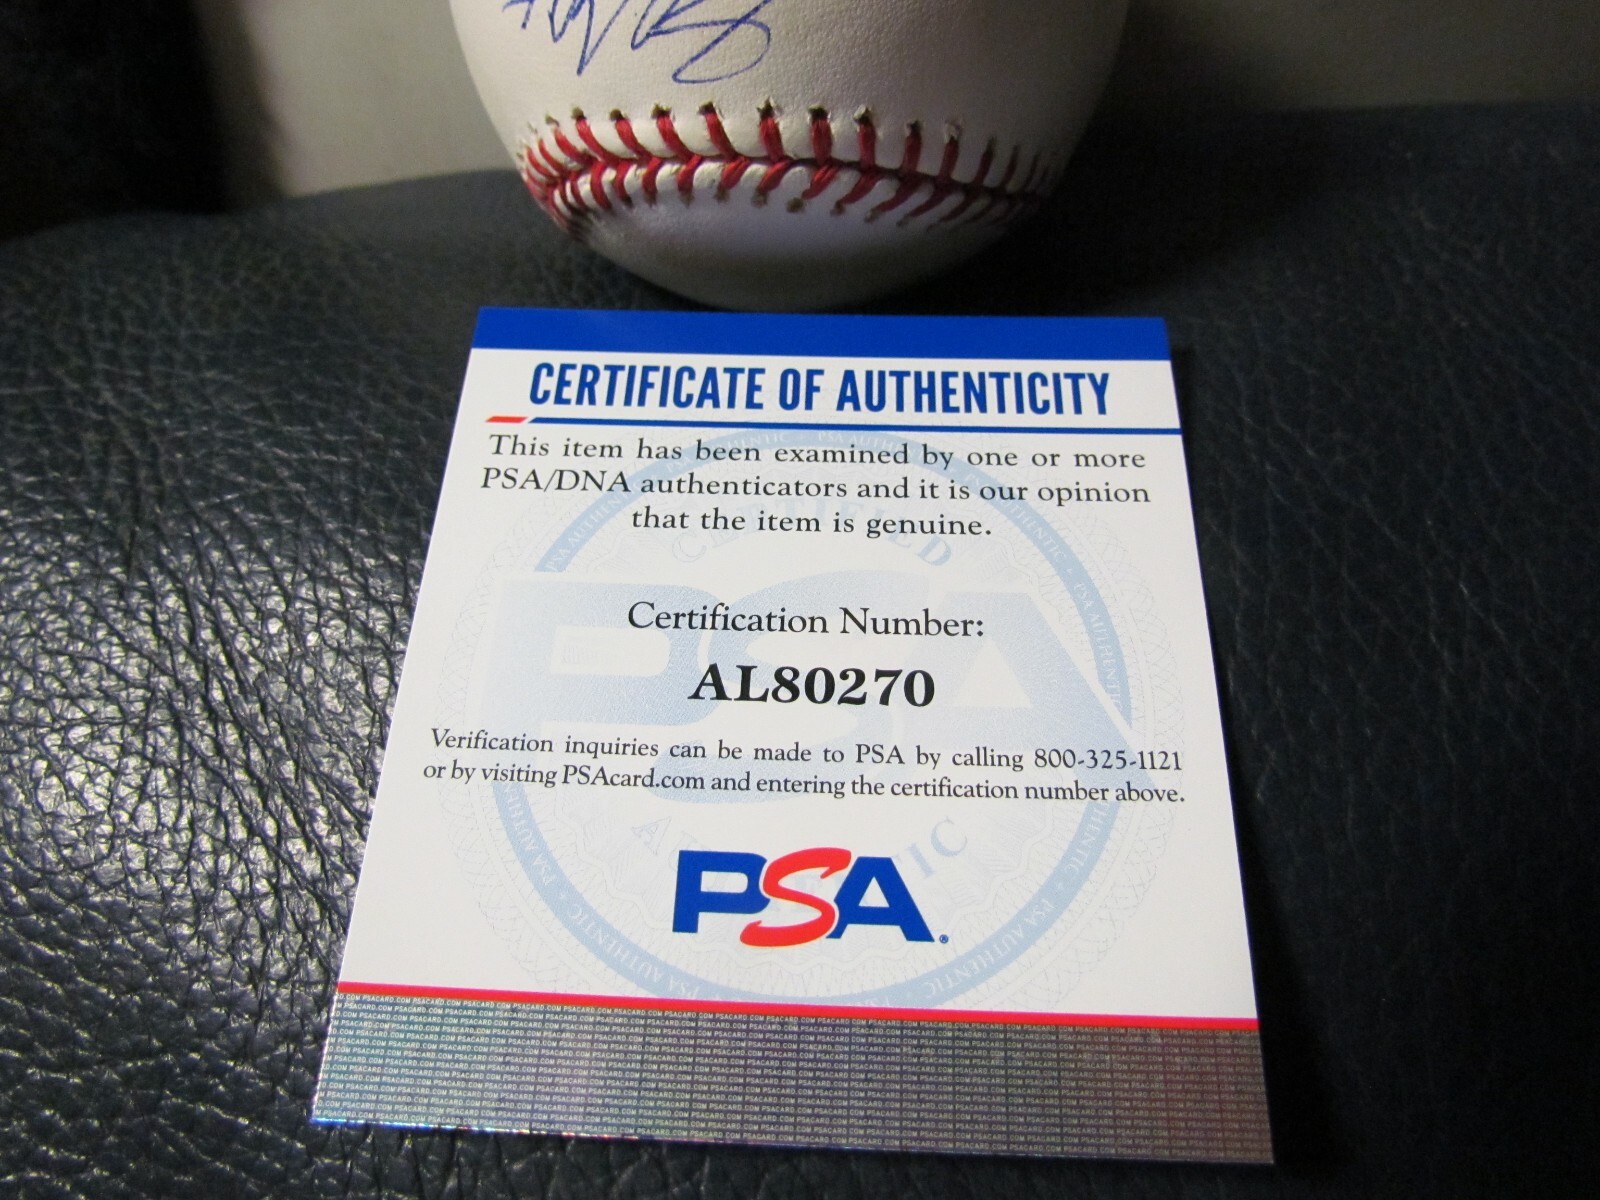 CERTIFICATE OF AUTHENTICITY
This item has been examined by one or more
PSA/DNA authenticators and it is our opinion
that the item is genuine.
CERTIFIED
Certification Number:
AL80270
Verification inquiries can be made to PSA by calling 800-325-1121
or by visiting PSAcard.com and entering the certification number above.
PSA®